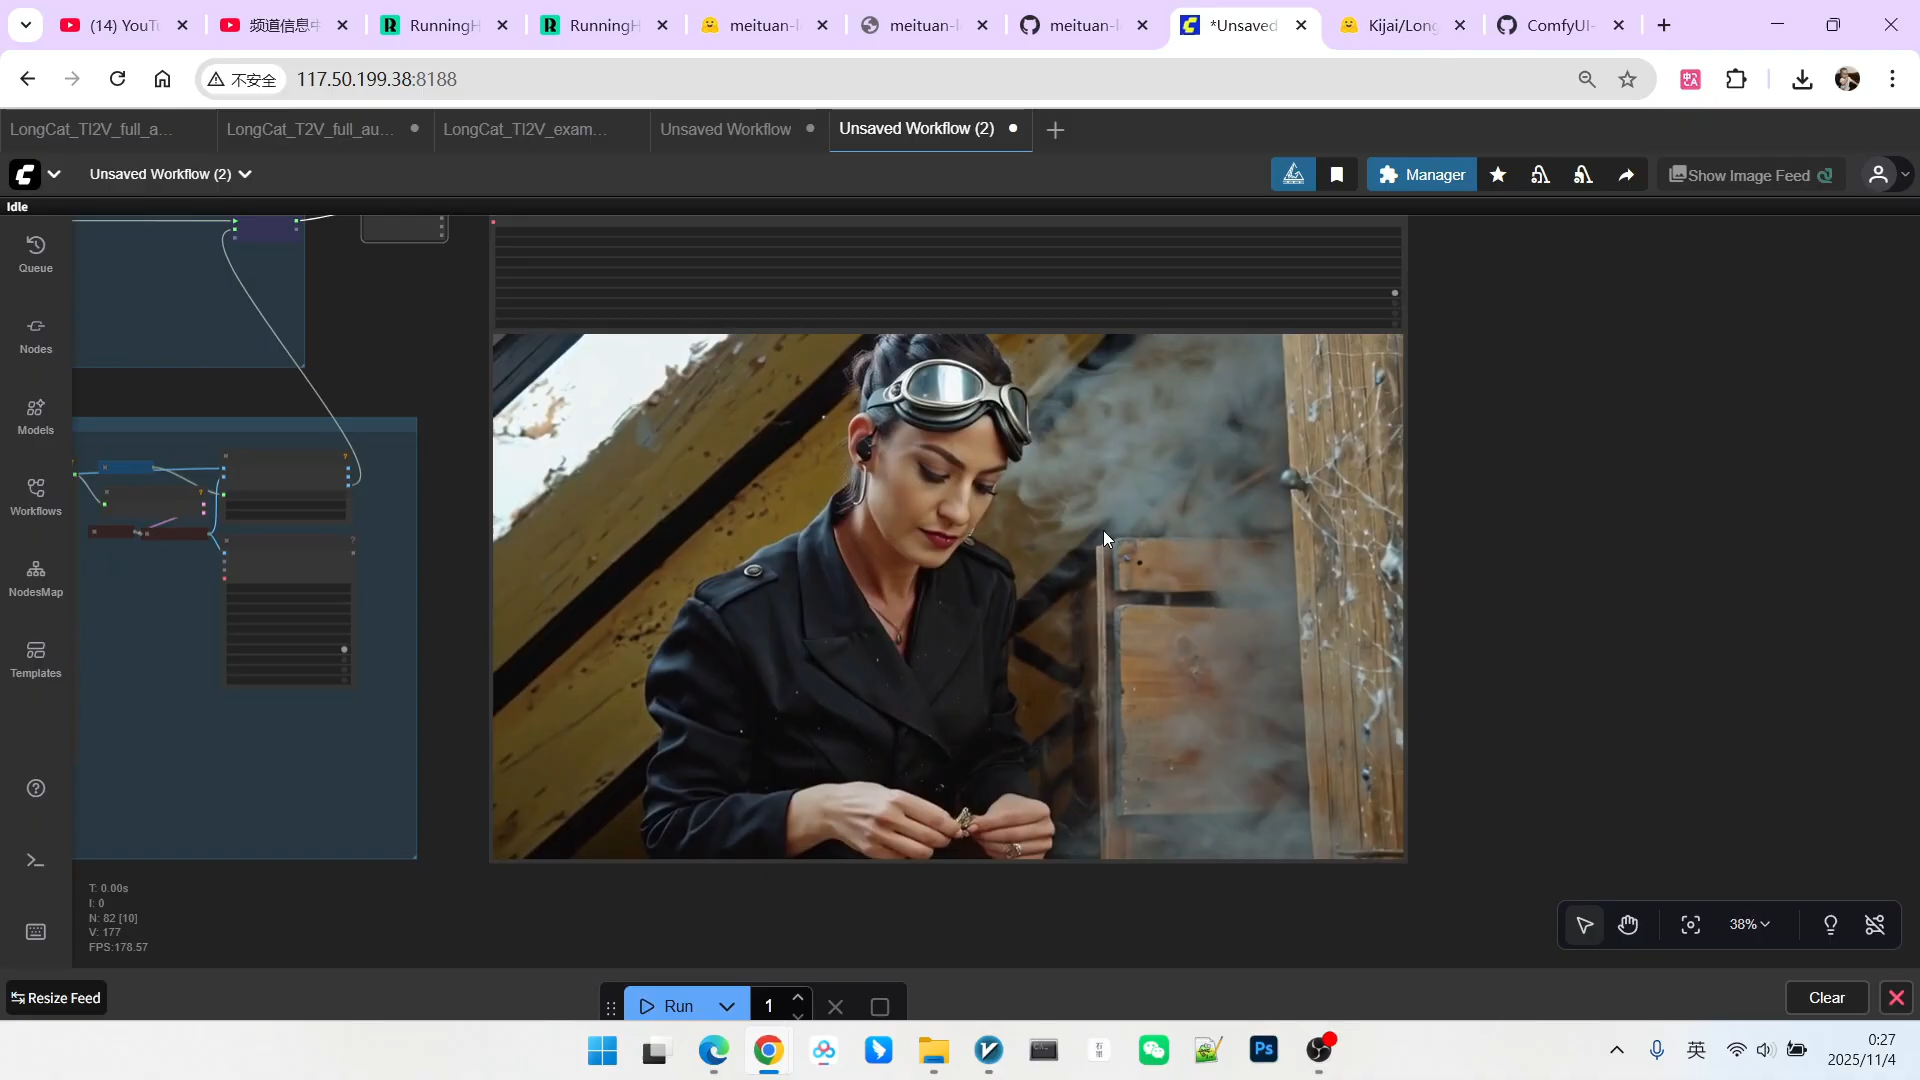 (14) YouTu
频道信息中
RunningH
RunningH
meituan-l
meituan-l
meituan-l
*Unsaved
Kijai/Long
ComfyUI-
不安全
117.50.199.38:8188
LongCat_TI2V_full_a...
LongCat_T2V_full_au...
LongCat_TI2V_exam...
Unsaved Workflow
Unsaved Workflow (2)
Unsaved Workflow (2)
Manager
Show Image Feed
Idle
Queue
Nodes
Models
Workflows
NodesMap
Templates
T: 0.00s
I: 0
N: 82 [10]
V: 177
FPS:178.57
38%
Resize Feed
Run
1
Clear
Ps
英
0:27
2025/11/4